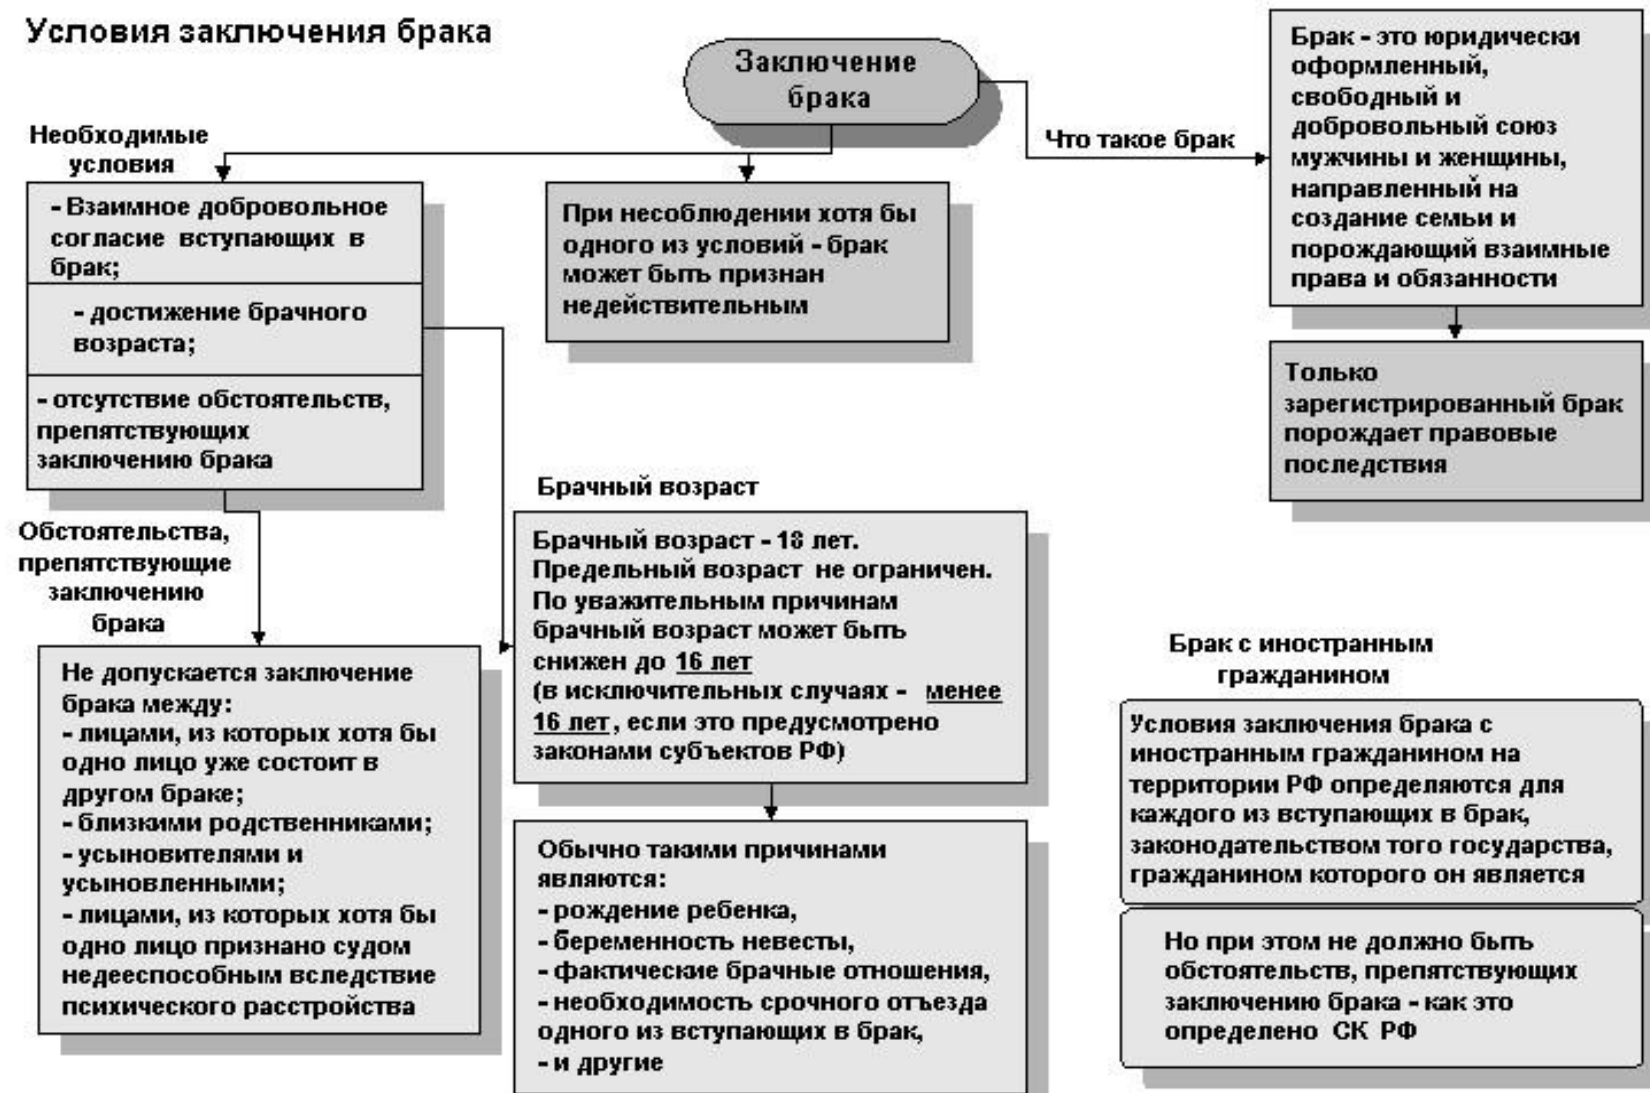 Условия заключения брака
Заключение
брака
Необходимые
условия
- Взаимное добровольное
согласие вступающих в
брак;
- достижение брачного
возраста;
- отсутствие обстоятельств,
препятствующих
заключению брака
При несоблюдении хотя бы
одного из условий - брак
может быть признан
недействительным
Что такое брак
Брак - это юридически
оформленный,
свободный и
добровольный союз
мужчины и женщины,
направленный на
создание семьи и
порождающий взаимные
права и обязанности
Только
зарегистрированный брак
порождает правовые
последствия
Обстоятельства,
препятствующие
заключению
брака
Не допускается заключение
брака между:
- лицами, из которых хотя бы
одно лицо уже состоит в
другом браке;
- близкими родственниками;
- усыновителями и
усыновленными;
- лицами, из которых хотя бы
одно лицо признано судом
недееспособным вследствие
психического расстройства
Брачный возраст
Брачный возраст - 18 лет.
Предельный возраст не ограничен.
По уважительным причинам
брачный возраст может быть
снижен до 16 лет
(в исключительных случаях - менее
16 лет, если это предусмотрено
законами субъектов РФ)
Обычно такими причинами
являются:
- рождение ребенка,
- беременность невесты,
- фактические брачные отношения,
- необходимость срочного отъезда
одного из вступающих в брак,
- и другие
Брак с иностранным
гражданином
Условия заключения брака с
иностранным гражданином на
территории РФ определяются для
каждого из вступающих в брак,
законодательством того государства,
гражданином которого он является
Но при этом не должно быть
обстоятельств, препятствующих
заключению брака - как это
определено СК РФ